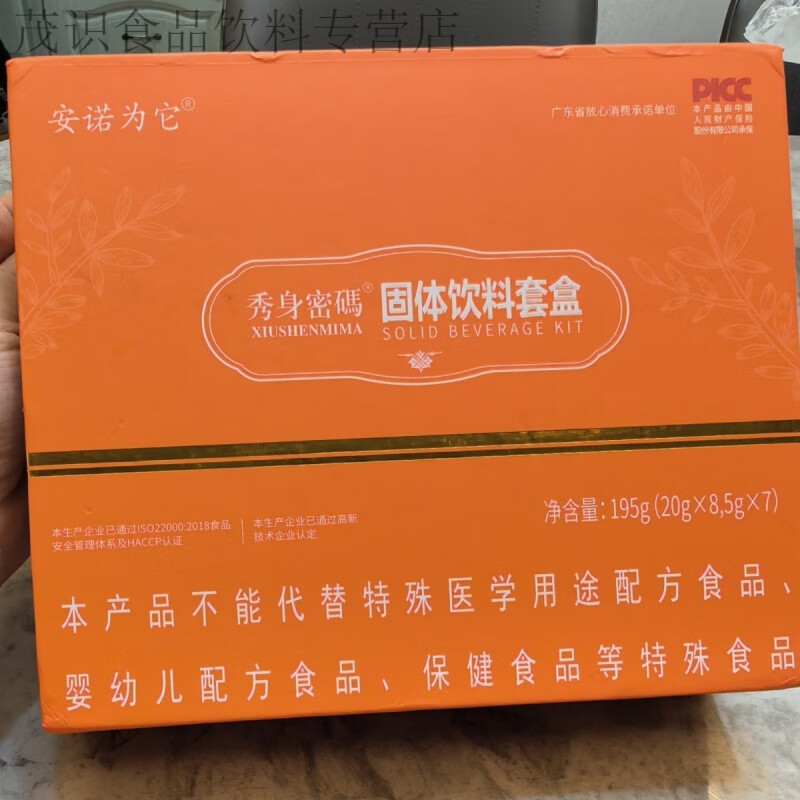 茂识食品饮料专营店
安诺为它®
广东省放心消费承诺单位
PICC
本产品由中国
人民财产保险
股份有限公司承保
秀身密碼®
XIUSHENMIMA
固体饮料套盒
SOLID BEVERAGE KIT
净含量：195g(20g×8,5g×7)
本生产企业已通过ISO22000:2018食品
安全管理体系及HACCP认证
本生产企业已通过高新
技术企业认定
本产品不能代替特殊医学用途配方食品、
婴幼儿配方食品、保健食品等特殊食品